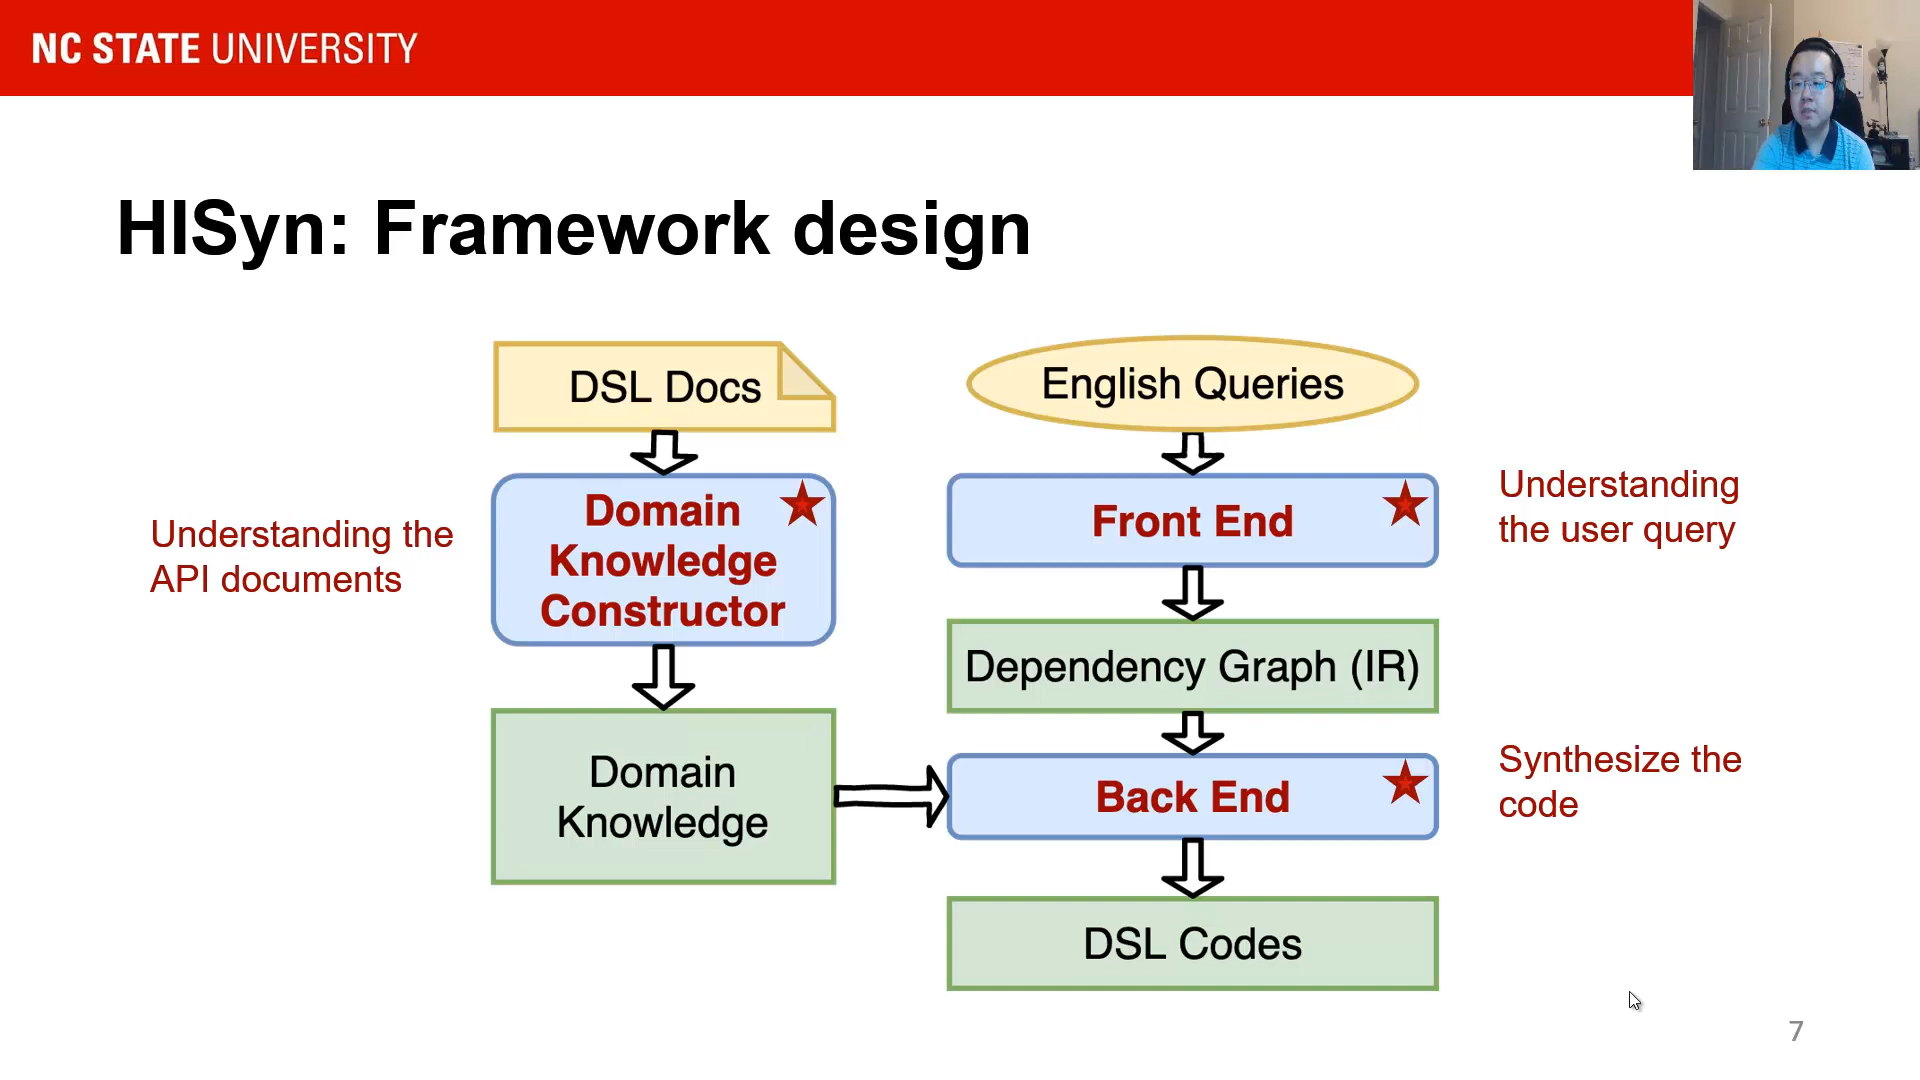 NC STATE UNIVERSITY
HISyn: Framework design
DSL Docs
English Queries
Understanding the
API documents
Domain
Knowledge
Constructor
Front End
Understanding
the user query
Dependency Graph (IR)
Domain
Knowledge
Back End
Synthesize the
code
DSL Codes
7